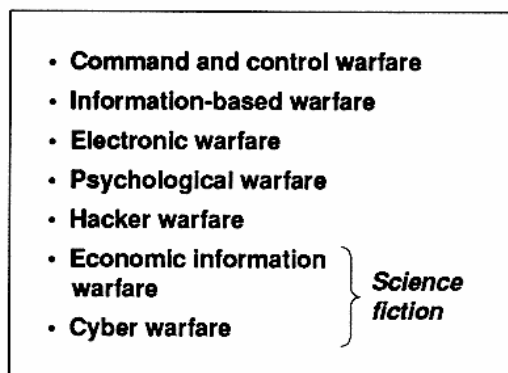 • Command and control warfare
• Information-based warfare
• Electronic warfare
• Psychological warfare
• Hacker warfare
• Economic information
warfare
• Cyber warfare
Science
fiction